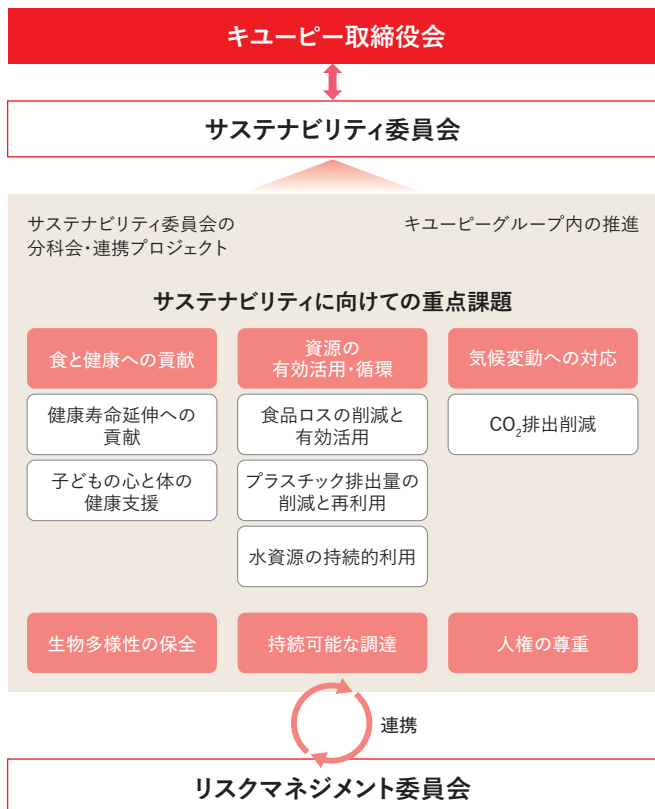 キユーピー取締役会
サステナビリティ委員会
サステナビリティ委員会の
分科会・連携プロジェクト
キユーピーグループ内の推進
サステナビリティに向けての重点課題
食と健康への貢献
健康寿命延伸への
貢献
子どもの心と体の
健康支援
資源の
有効活用・循環
食品ロスの削減と
有効活用
プラスチック排出量の
削減と再利用
水資源の持続的利用
気候変動への対応
CO₂排出削減
生物多様性の保全
持続可能な調達
人権の尊重
連携
リスクマネジメント委員会